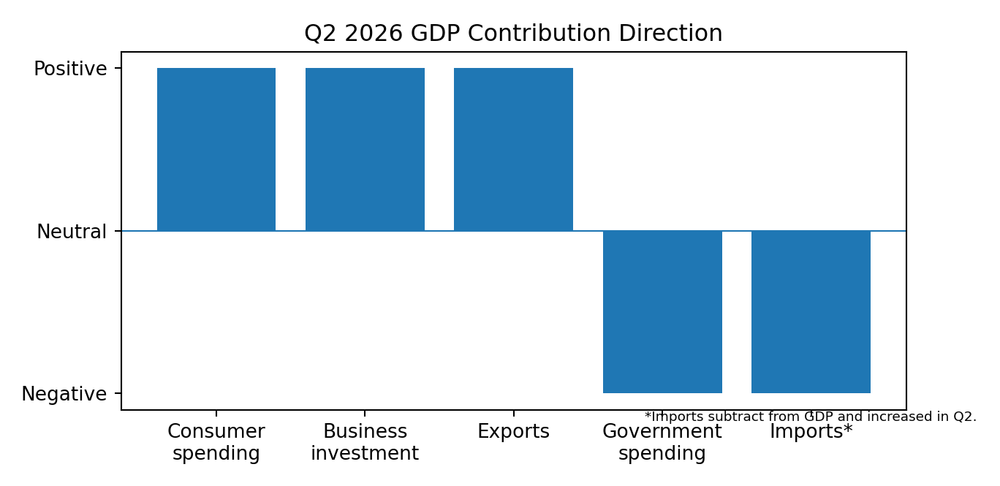 Q2 2026 GDP Contribution Direction
Positive
Neutral
Negative
*Imports subtract from GDP and increased in Q2.
Consumer
spending
Business
investment
Exports
Government
spending
Imports*